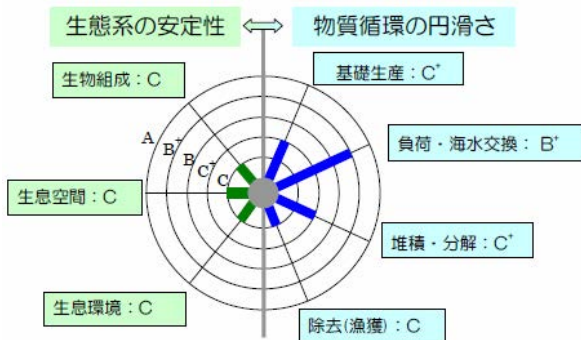 生態系の安定性
物質循環の円滑さ
生物組成：C
基礎生産：C⁺
A
B⁺
B
C⁺
C
負荷・海水交換：B⁺
生息空間：C
堆積・分解：C⁺
生息環境：C
除去(漁獲)：C